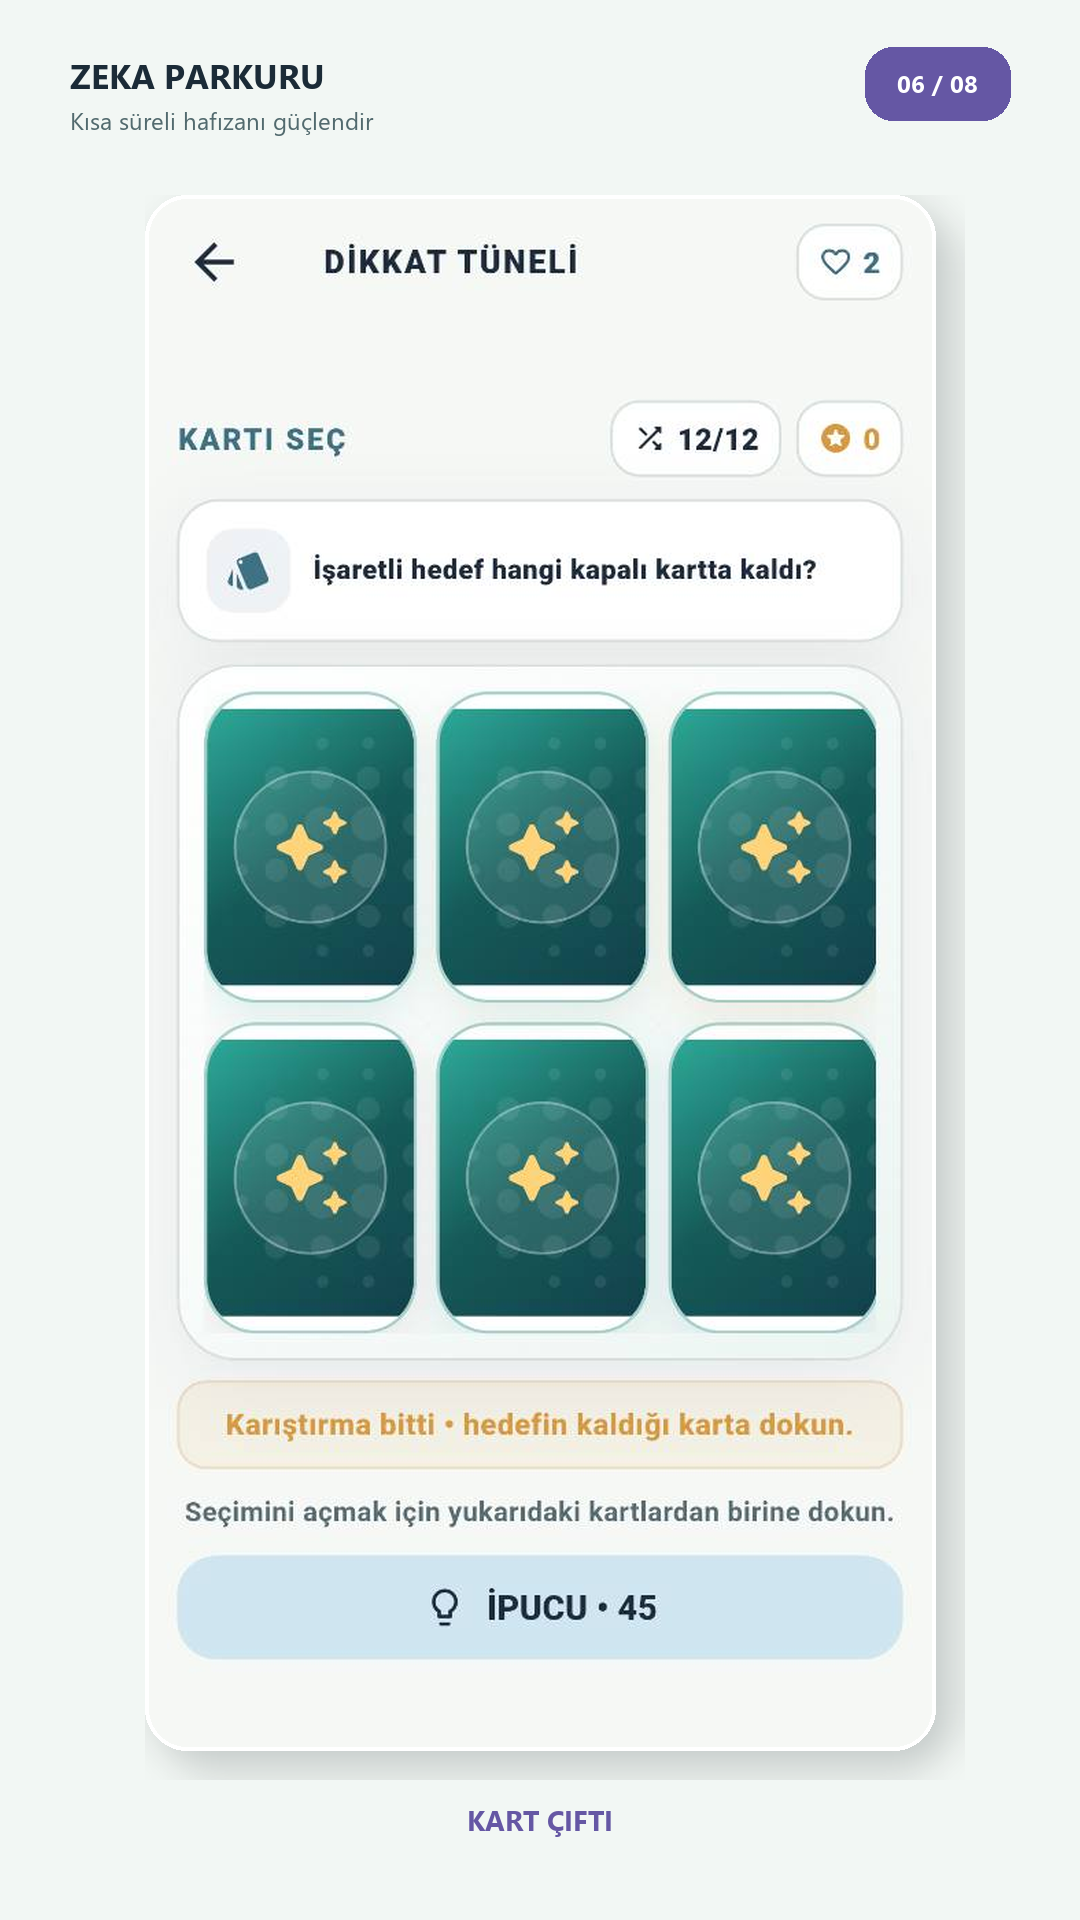 ZEKA PARKURU
06 / 08
Kısa süreli hafızanı güçlendir
DİKKAT TÜNELİ
2
KARTI SEÇ
12/12
0
İşaretli hedef hangi kapalı kartta kaldı?
Karıştırma bitti • hedefin kaldığı karta dokun.
Seçimini açmak için yukarıdaki kartlardan birine dokun.
İPUCU • 45
KART ÇIFTI